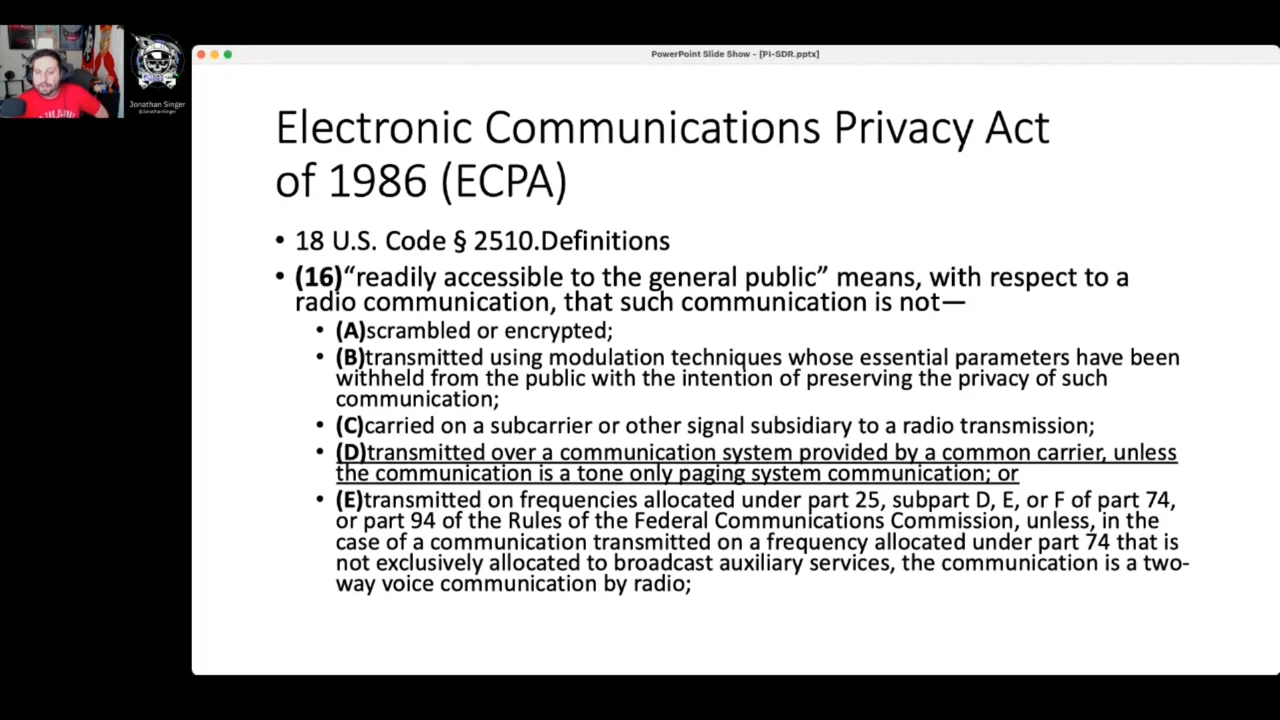 PowerPoint Slide Show - [PI-SDR.pptx]
Jonathan Singer
@JonathanSinger
Electronic Communications Privacy Act
of 1986 (ECPA)
• 18 U.S. Code § 2510.Definitions
• (16)“readily accessible to the general public” means, with respect to a
radio communication, that such communication is not—
• (A)scrambled or encrypted;
• (B)transmitted using modulation techniques whose essential parameters have been
withheld from the public with the intention of preserving the privacy of such
communication;
• (C)carried on a subcarrier or other signal subsidiary to a radio transmission;
• (D)transmitted over a communication system provided by a common carrier, unless
the communication is a tone only paging system communication; or
• (E)transmitted on frequencies allocated under part 25, subpart D, E, or F of part 74,
or part 94 of the Rules of the Federal Communications Commission, unless, in the
case of a communication transmitted on a frequency allocated under part 74 that is
not exclusively allocated to broadcast auxiliary services, the communication is a two-
way voice communication by radio;